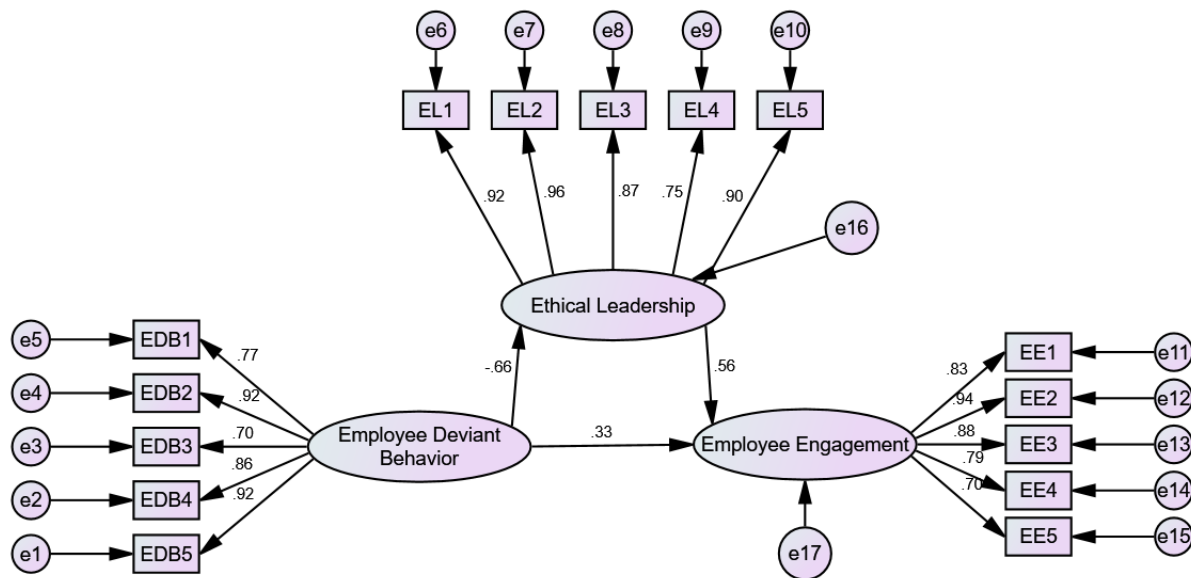 e6
e7
e8
e9
e10
EL1
EL2
EL3
EL4
EL5
.92
.96
.87
.75
.90
e16
Ethical Leadership
e5
EDB1
.77
e4
EDB2
.92
e3
EDB3
.70
e2
EDB4
.86
e1
EDB5
.92
-.66
.56
Employee Deviant
Behavior
.33
Employee Engagement
e17
.83
EE1
e11
.94
EE2
e12
.88
EE3
e13
.79
EE4
e14
.70
EE5
e15